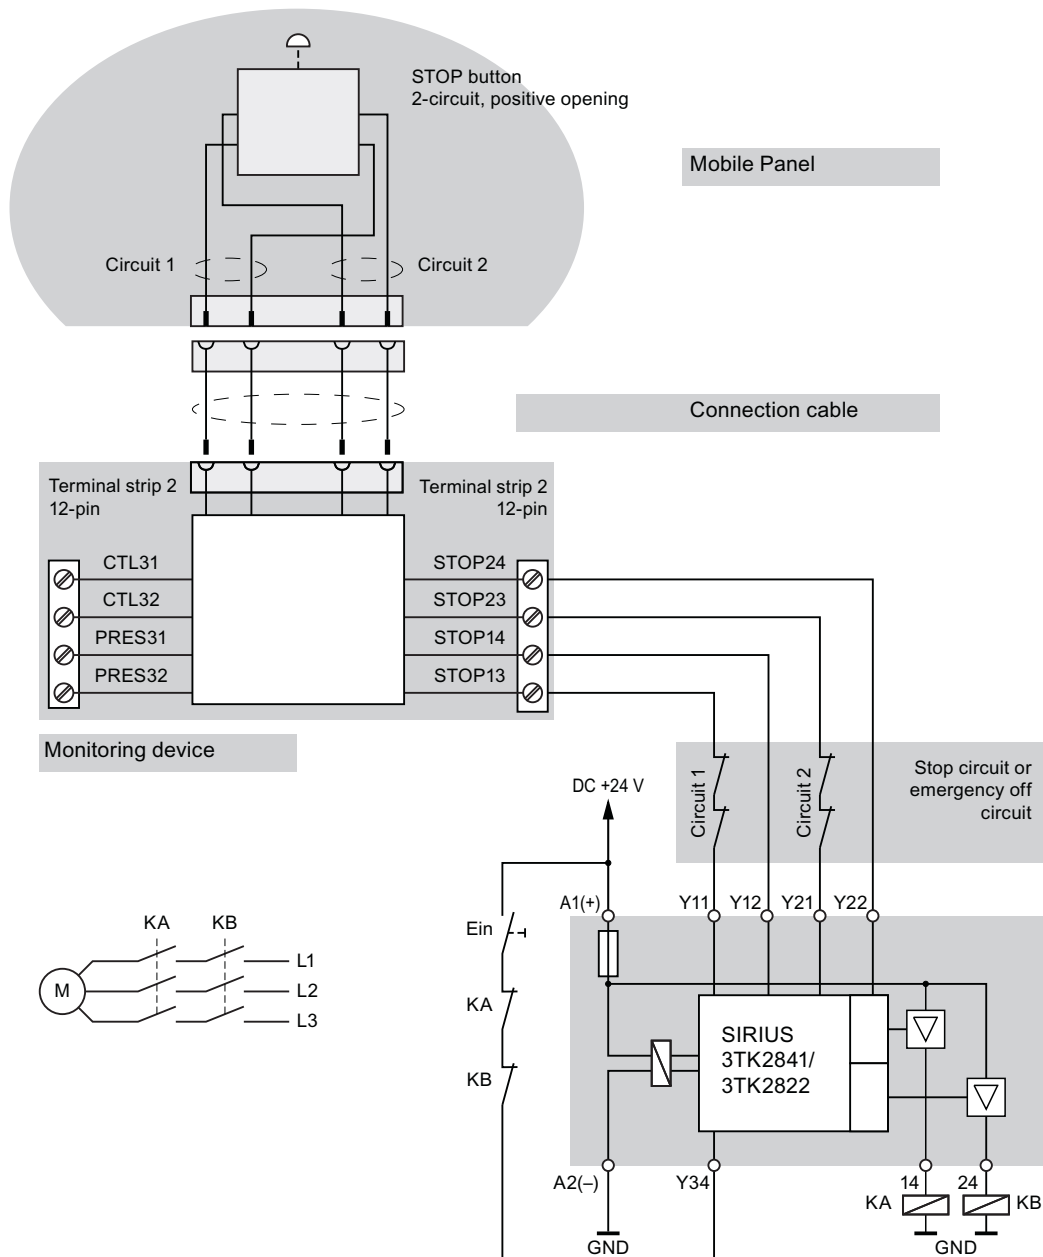 STOP button
2-circuit, positive opening
Mobile Panel
Circuit 1
Circuit 2
Connection cable
Terminal strip 2
12-pin
Terminal strip 2
12-pin
CTL31
STOP24
CTL32
STOP23
PRES31
STOP14
PRES32
STOP13
Monitoring device
Stop circuit or
emergency off
circuit
Circuit 1
Circuit 2
DC +24 V
A1(+)
Y11
Y12
Y21
Y22
Ein
KA
KB
L1
M
L2
L3
KA
KB
SIRIUS
3TK2841/
3TK2822
A2(–)
Y34
14
24
KA
KB
GND
GND